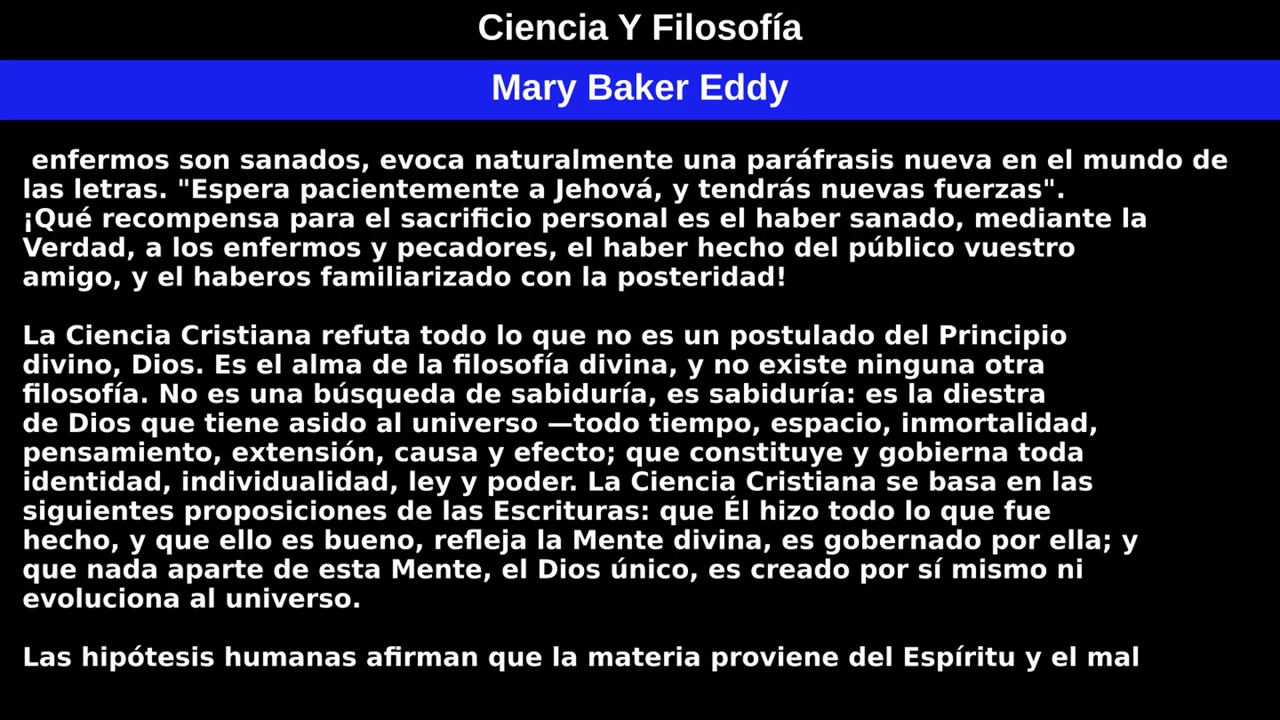 Ciencia Y Filosofía
Mary Baker Eddy
enfermos son sanados, evoca naturalmente una paráfrasis nueva en el mundo de
las letras. "Espera pacientemente a Jehová, y tendrás nuevas fuerzas".
¡Qué recompensa para el sacrificio personal es el haber sanado, mediante la
Verdad, a los enfermos y pecadores, el haber hecho del público vuestro
amigo, y el haberos familiarizado con la posteridad!
La Ciencia Cristiana refuta todo lo que no es un postulado del Principio
divino, Dios. Es el alma de la filosofía divina, y no existe ninguna otra
filosofía. No es una búsqueda de sabiduría, es sabiduría: es la diestra
de Dios que tiene asido al universo —todo tiempo, espacio, inmortalidad,
pensamiento, extensión, causa y efecto; que constituye y gobierna toda
identidad, individualidad, ley y poder. La Ciencia Cristiana se basa en las
siguientes proposiciones de las Escrituras: que Él hizo todo lo que fue
hecho, y que ello es bueno, refleja la Mente divina, es gobernado por ella; y
que nada aparte de esta Mente, el Dios único, es creado por sí mismo ni
evoluciona al universo.
Las hipótesis humanas afirman que la materia proviene del Espíritu y el mal